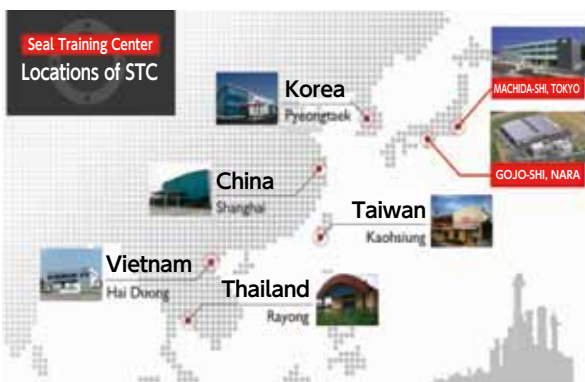 Seal Training Center
Locations of STC
Korea
Pyeongtaek
MACHIDA-SHI, TOKYO
GOJO-SHI, NARA
China
Shanghai
Taiwan
Kaohsiung
Vietnam
Hai Duong
Thailand
Rayong